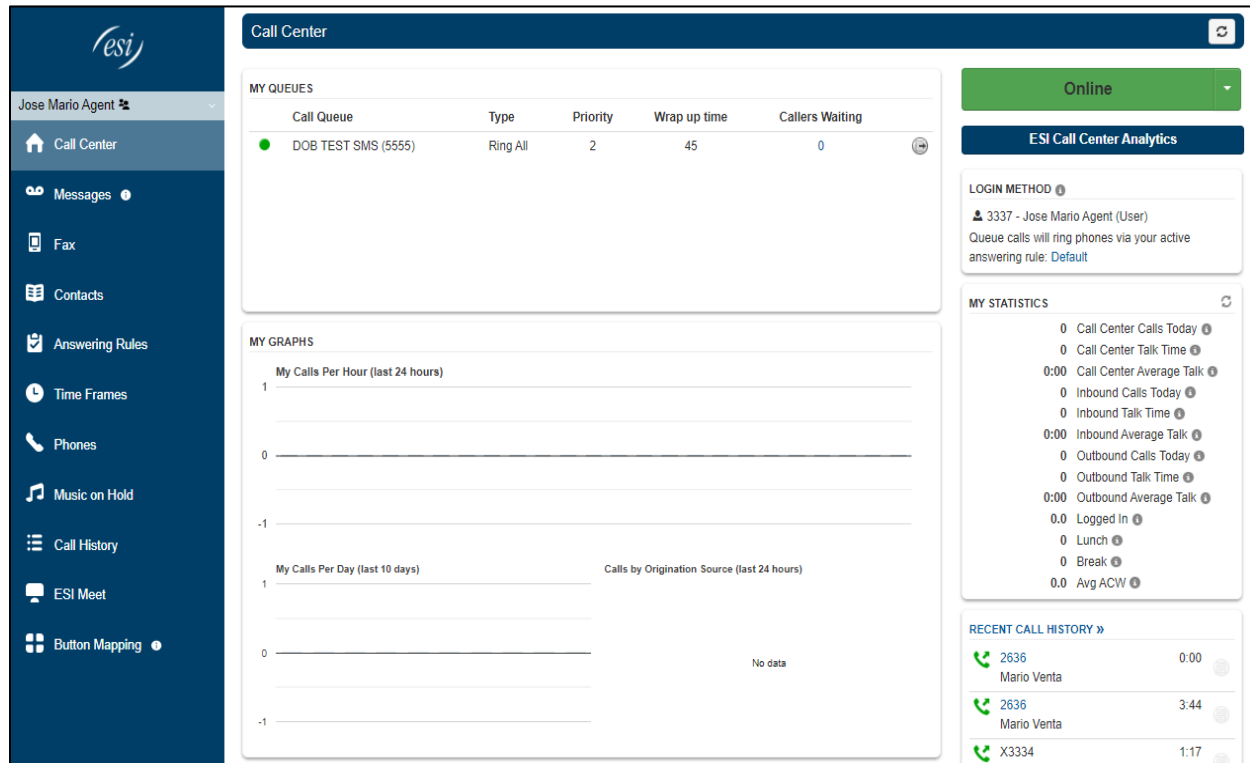 esi
Jose Mario Agent
Call Center
Messages
Fax
Contacts
Answering Rules
Time Frames
Phones
Music on Hold
Call History
ESI Meet
Button Mapping
Call Center
MY QUEUES
Call Queue Type Priority Wrap up time Callers Waiting
DOB TEST SMS (5555) Ring All 2 45 0
MY GRAPHS
My Calls Per Hour (last 24 hours)
1
0
-1
My Calls Per Day (last 10 days)
1
0
-1
Calls by Origination Source (last 24 hours)
No data
Online
ESI Call Center Analytics
LOGIN METHOD
3337 - Jose Mario Agent (User)
Queue calls will ring phones via your active
answering rule: Default
MY STATISTICS
0 Call Center Calls Today
0 Call Center Talk Time
0:00 Call Center Average Talk
0 Inbound Calls Today
0 Inbound Talk Time
0:00 Inbound Average Talk
0 Outbound Calls Today
0 Outbound Talk Time
0:00 Outbound Average Talk
0.0 Logged In
0 Lunch
0 Break
0.0 Avg ACW
RECENT CALL HISTORY »
2636 0:00
Mario Venta
2636 3:44
Mario Venta
X3334 1:17